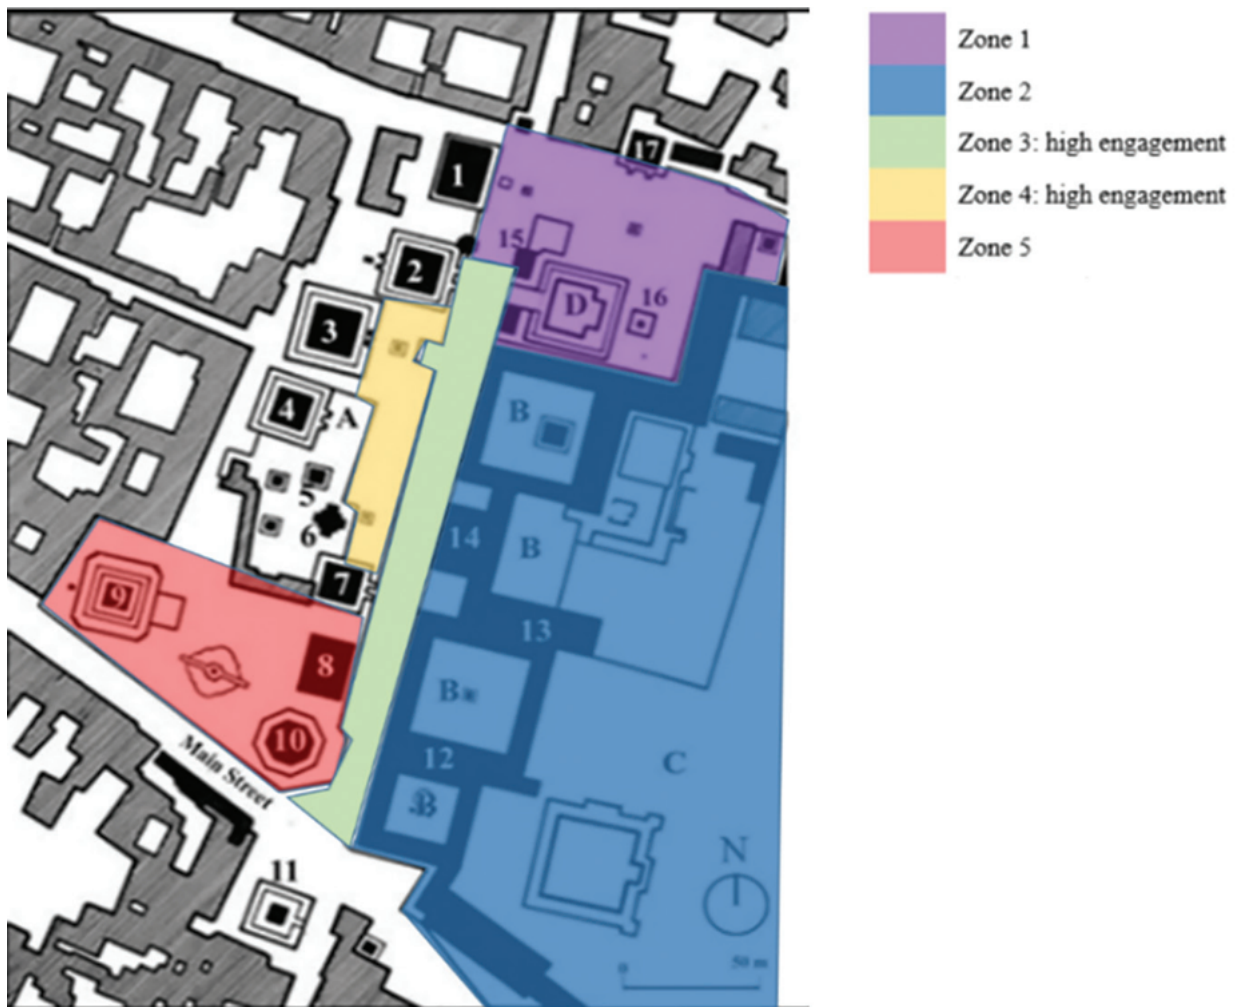 Zone 1
Zone 2
Zone 3: high engagement
Zone 4: high engagement
Zone 5
17
1
15
2
D
16
3
4
A
B
5
6
14
B
7
9
13
8
B
10
12
C
Main Street
B
N
11
0
50 m